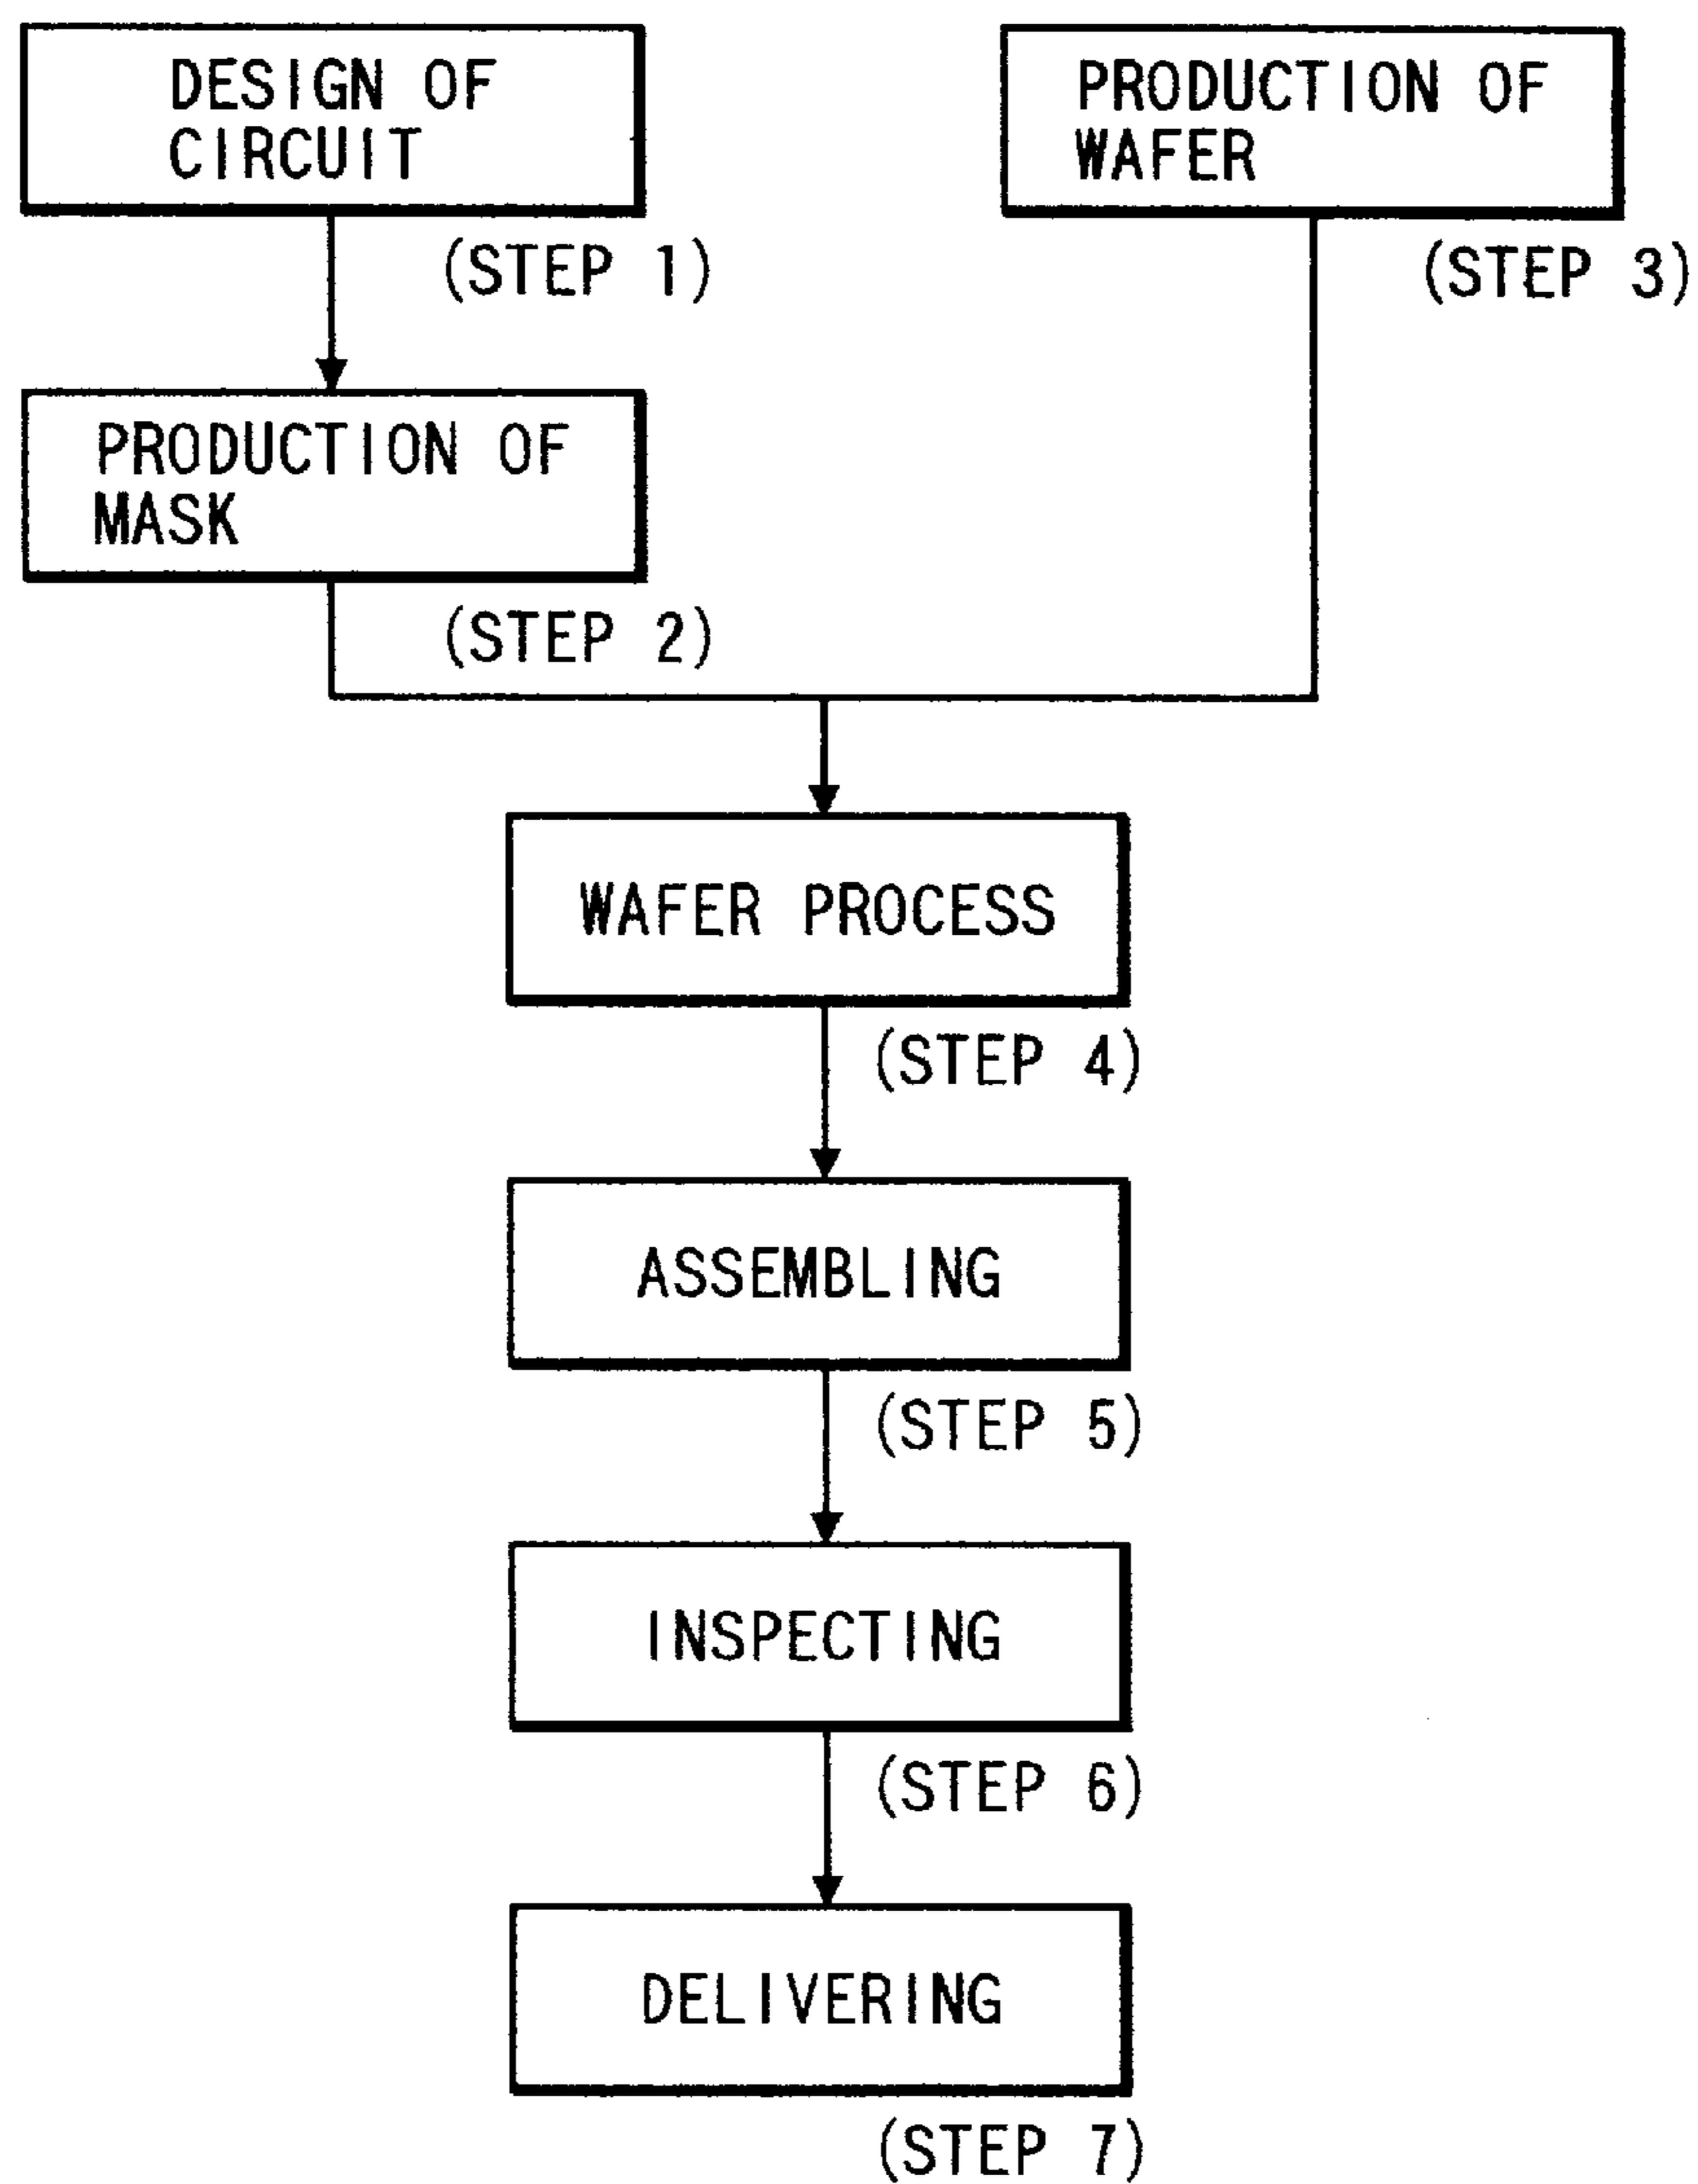 DESIGN OF
CIRCUIT
(STEP 1)
PRODUCTION OF
WAFER
(STEP 3)
PRODUCTION OF
MASK
(STEP 2)
WAFER PROCESS
(STEP 4)
ASSEMBLING
(STEP 5)
INSPECTING
(STEP 6)
DELIVERING
(STEP 7)